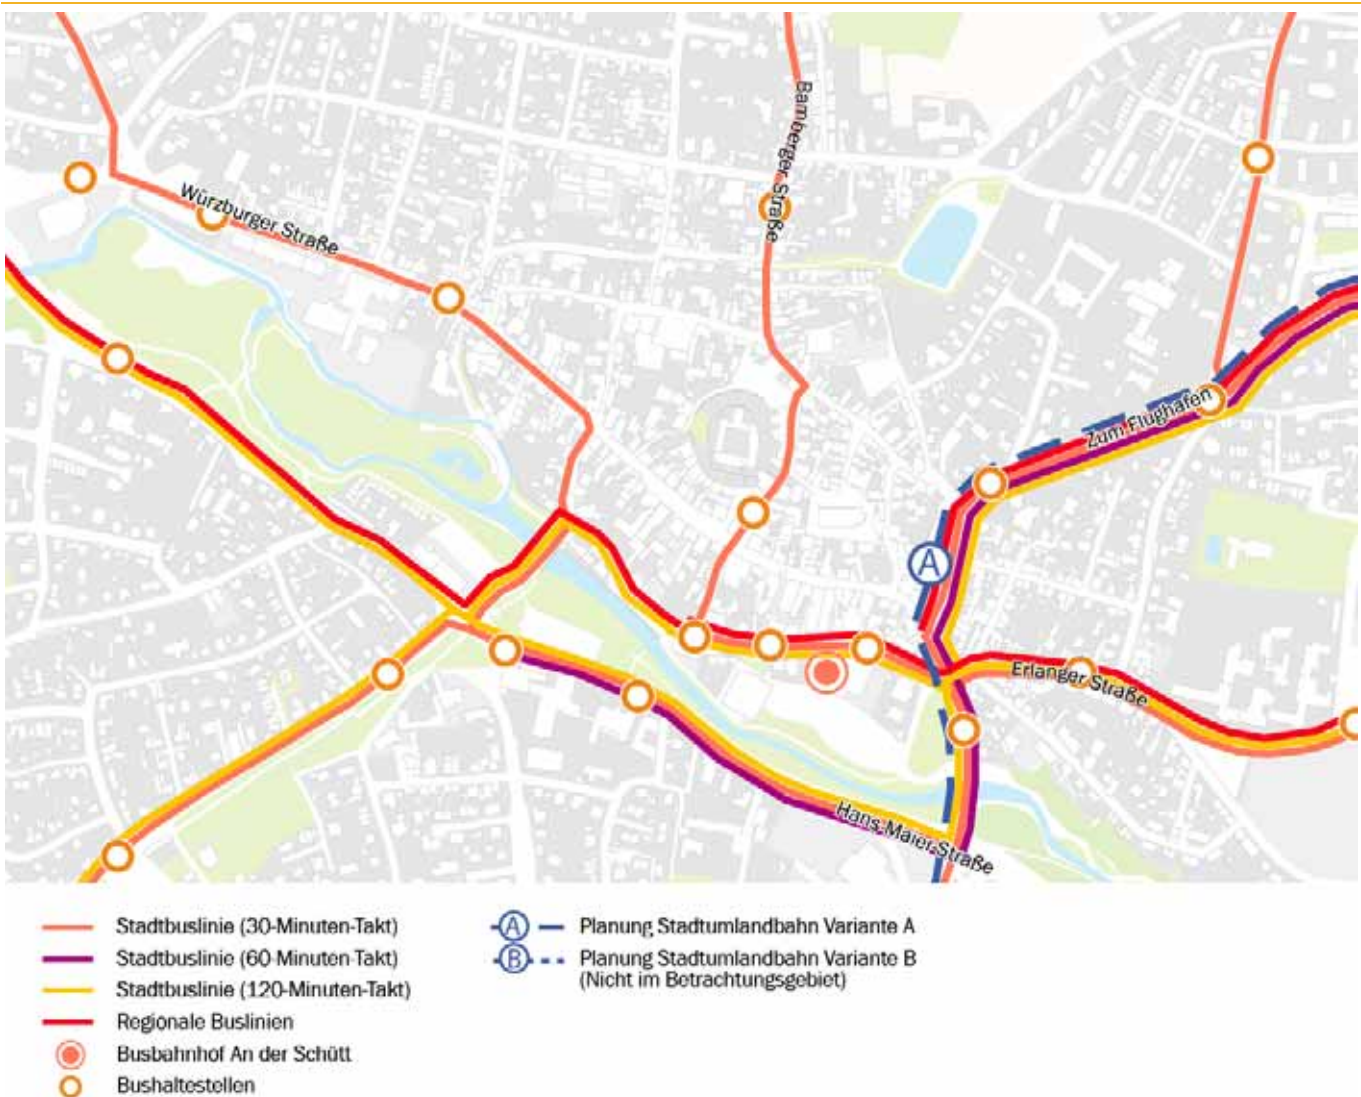 Bamberger Straße
Würzburger Straße
Zum Flughafen
A
Erlanger Straße
Hans-Maier-Straße
Stadtbuslinie (30-Minuten-Takt)
Stadtbuslinie (60-Minuten-Takt)
Stadtbuslinie (120-Minuten-Takt)
Regionale Buslinien
Busbahnhof An der Schütt
Bushaltestellen
A Planung Stadtumlandbahn Variante A
B Planung Stadtumlandbahn Variante B
(Nicht im Betrachtungsgebiet)